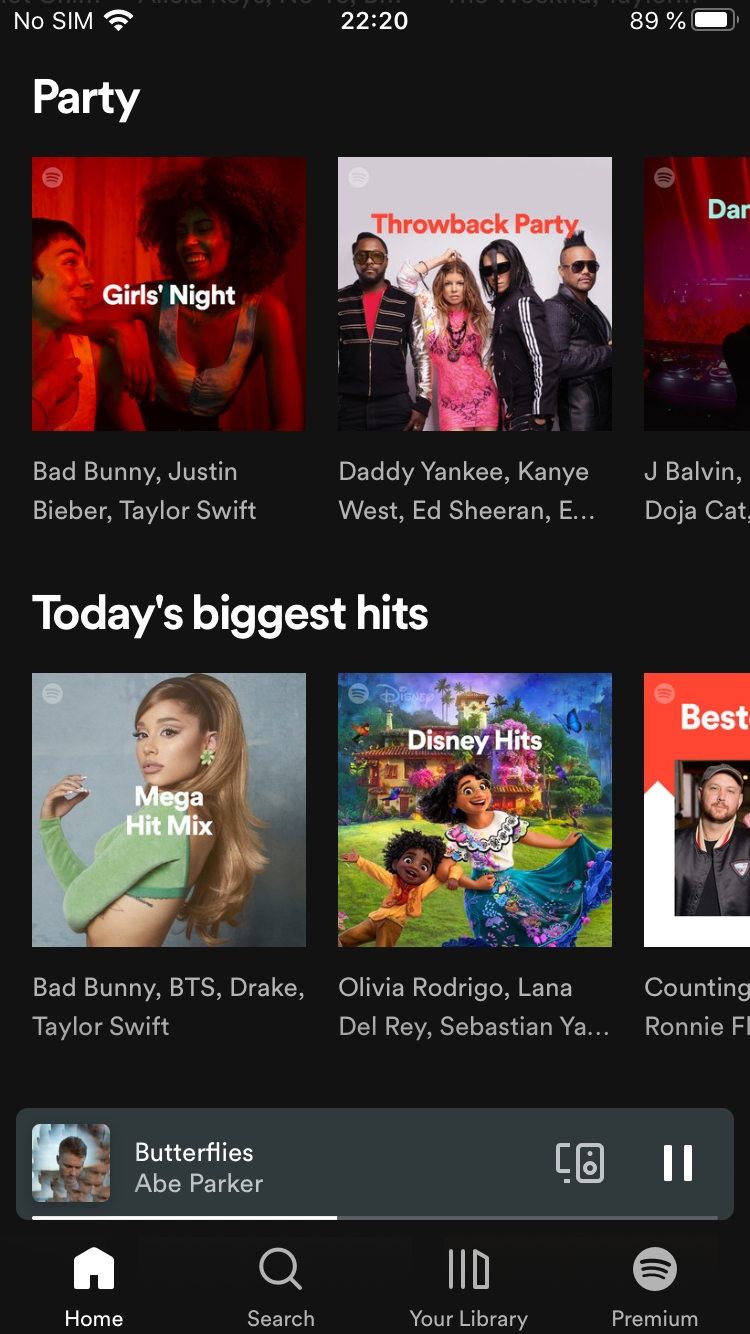 No SIM 22:20 89 %
Party
Girls' Night
Throwback Party
Bad Bunny, Justin
Bieber, Taylor Swift
Daddy Yankee, Kanye
West, Ed Sheeran, E...
J Balvin,
Doja Cat,
Today's biggest hits
Mega
Hit Mix
Disney
Disney Hits
Best
Bad Bunny, BTS, Drake,
Taylor Swift
Olivia Rodrigo, Lana
Del Rey, Sebastian Ya...
Counting
Ronnie
Butterflies
Abe Parker
Home Search Your Library Premium